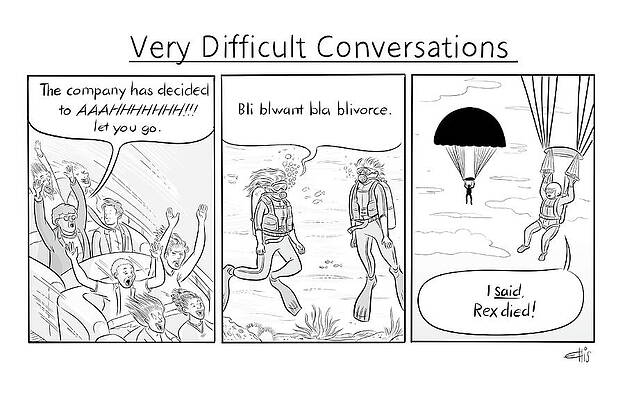 Very Difficult Conversations
The company has decided
to AAAHHHHHHH!!!
let you go.
Bli blwant bla blivorce.
I said,
Rex died!